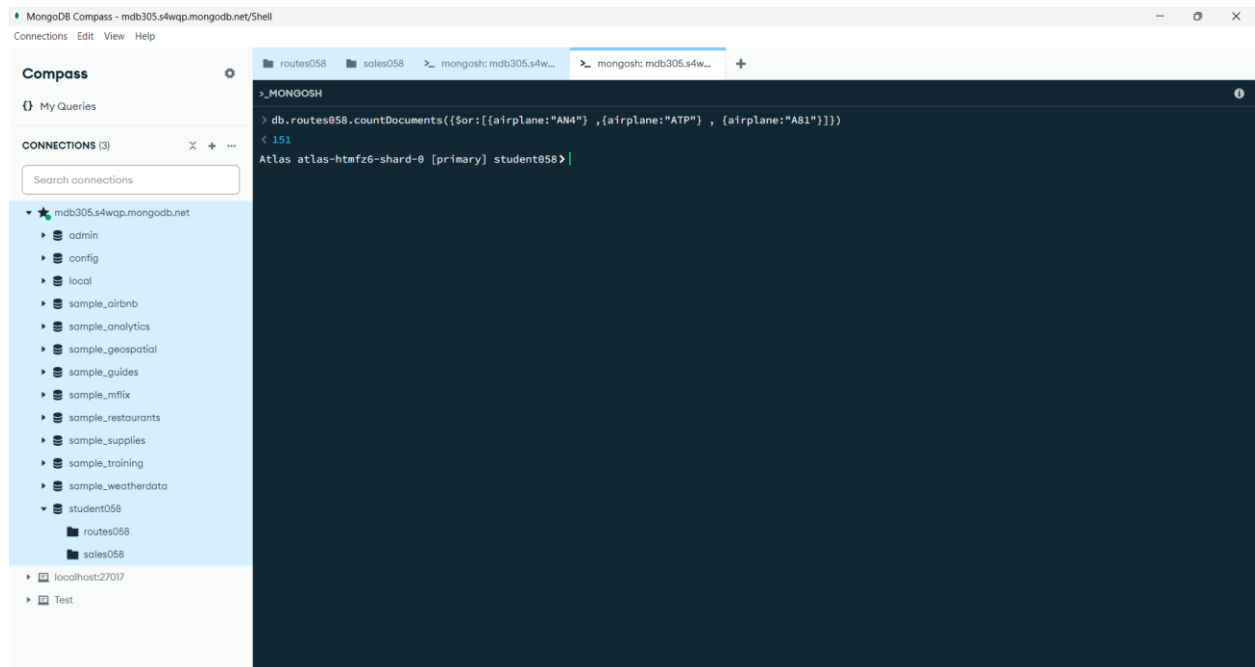 MongoDB Compass - mdb305.s4wqp.mongodb.net/Shell
Connections Edit View Help
Compass
{} My Queries
CONNECTIONS (3)
Search connections
mdb305.s4wqp.mongodb.net
admin
config
local
sample_airbnb
sample_analytics
sample_geospatial
sample_guides
sample_mflix
sample_restaurants
sample_supplies
sample_training
sample_weatherdata
student058
routes058
sales058
localhost:27017
Test
routes058 sales058 >_ mongosh: mdb305.s4w... >_ mongosh: mdb305.s4w... +
>_MONGOSH
> db.routes058.countDocuments({$or:[{airplane:"AN4"} ,{airplane:"ATP"} , {airplane:"A81"}]})
< 151
Atlas atlas-htmfz6-shard-0 [primary] student058>